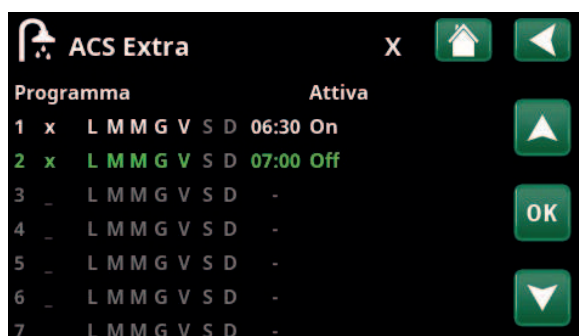 ACS Extra X
Programma Attiva
1 x L M M G V S D 06:30 On
2 x L M M G V S D 07:00 Off
3 _ L M M G V S D -
4 _ L M M G V S D -
OK
5 _ L M M G V S D -
6 _ L M M G V S D -
7 L M M G V S D